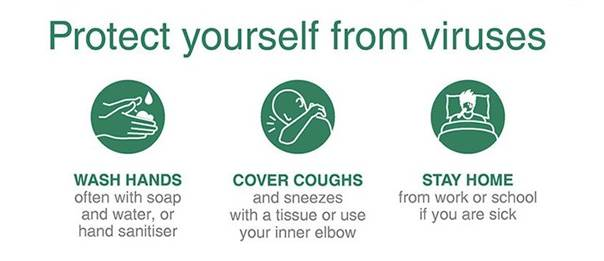 Protect yourself from viruses
WASH HANDS
often with soap
and water, or
hand sanitiser
COVER COUGHS
and sneezes
with a tissue or use
your inner elbow
STAY HOME
from work or school
if you are sick